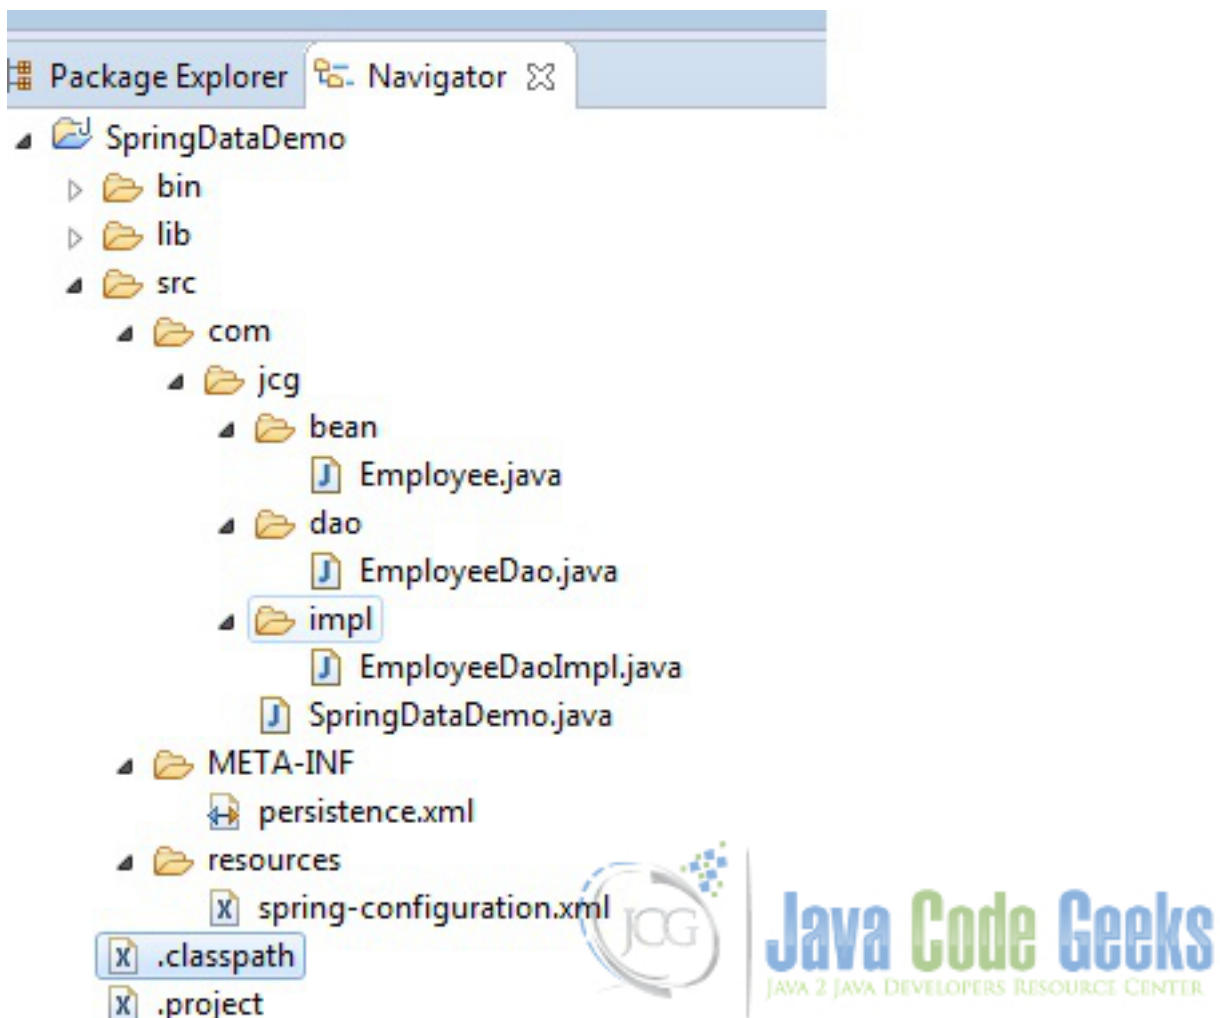 Package Explorer Navigator
SpringDataDemo
bin
lib
src
com
jcg
bean
Employee.java
dao
EmployeeDao.java
impl
EmployeeDaoImpl.java
SpringDataDemo.java
META-INF
persistence.xml
resources
spring-configuration.xml
.classpath
.project
JCG
Java Code Geeks
JAVA 2 JAVA DEVELOPERS RESOURCE CENTER